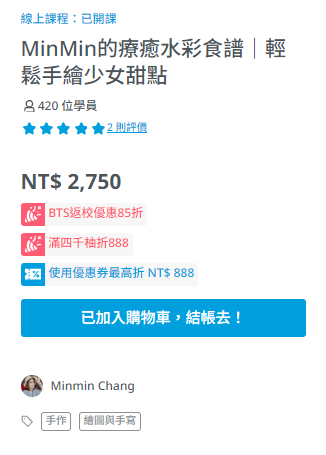 線上課程：已開課
MinMin的療癒水彩食譜｜輕
鬆手繪少女甜點
420 位學員
2 則評價
NT$ 2,750
BTS返校優惠85折
滿四千柚折888
使用優惠券最高折 NT$ 888
已加入購物車，結帳去！
Minmin Chang
手作
繪圖與手寫